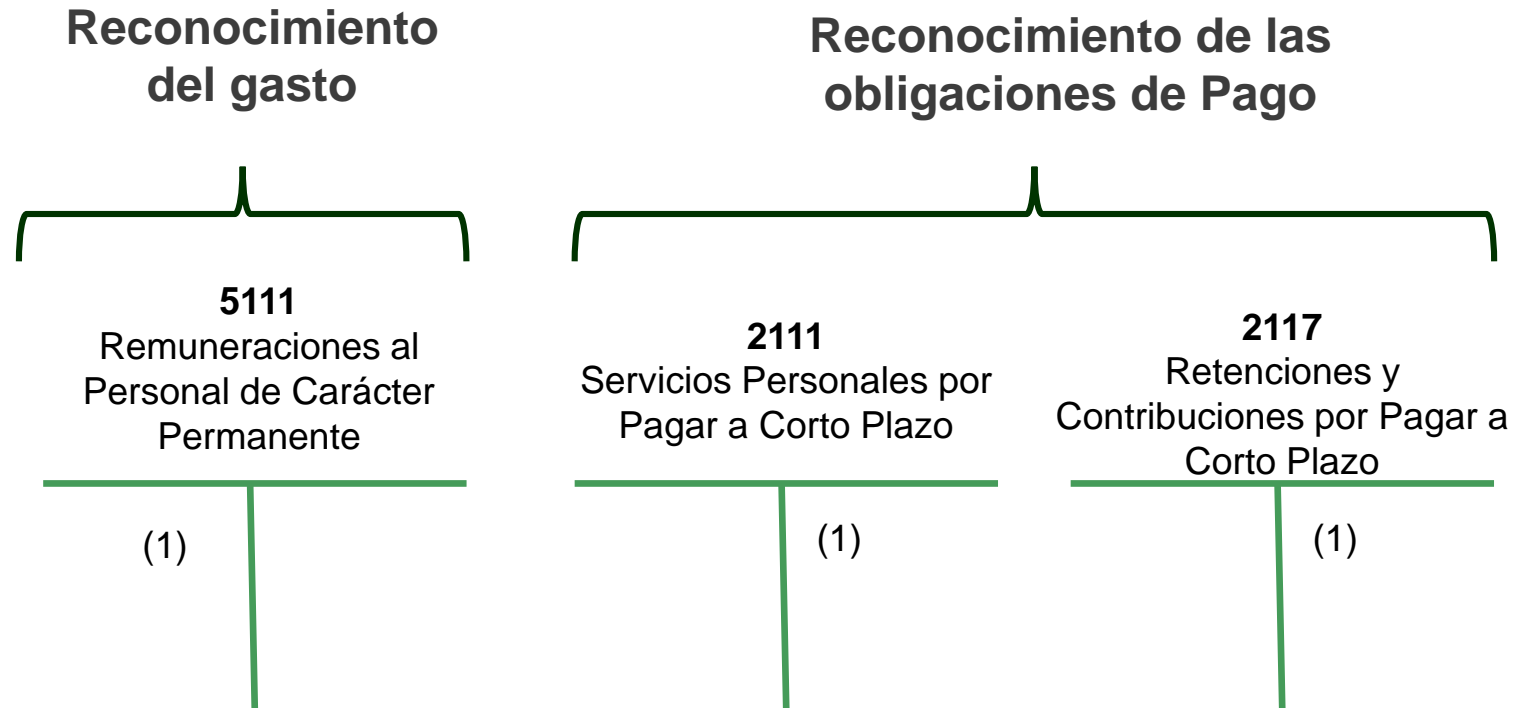 Reconocimiento
del gasto
Reconocimiento de las
obligaciones de Pago
5111
Remuneraciones al
Personal de Carácter
Permanente
2111
Servicios Personales por
Pagar a Corto Plazo
2117
Retenciones y
Contribuciones por Pagar a
Corto Plazo
(1)
(1)
(1)